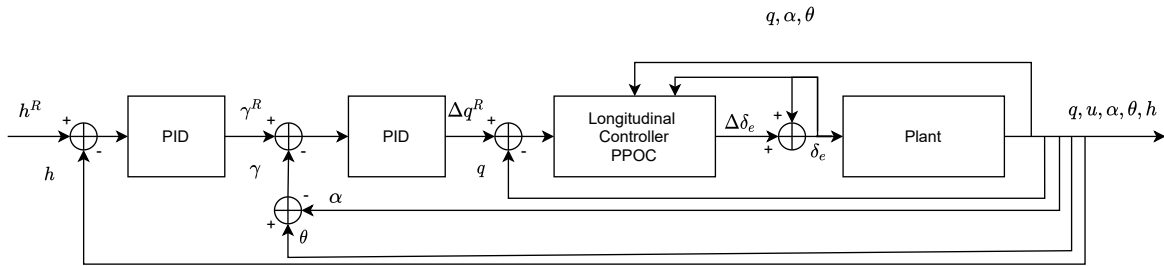 q, α, θ
h^R
+
-
h
PID
γ^R
+
-
γ
PID
Δq^R
+
-
q
Longitudinal
Controller
PPOC
Δδ_e
+
+
δ_e
Plant
q, u, α, θ, h
-
α
+
θ